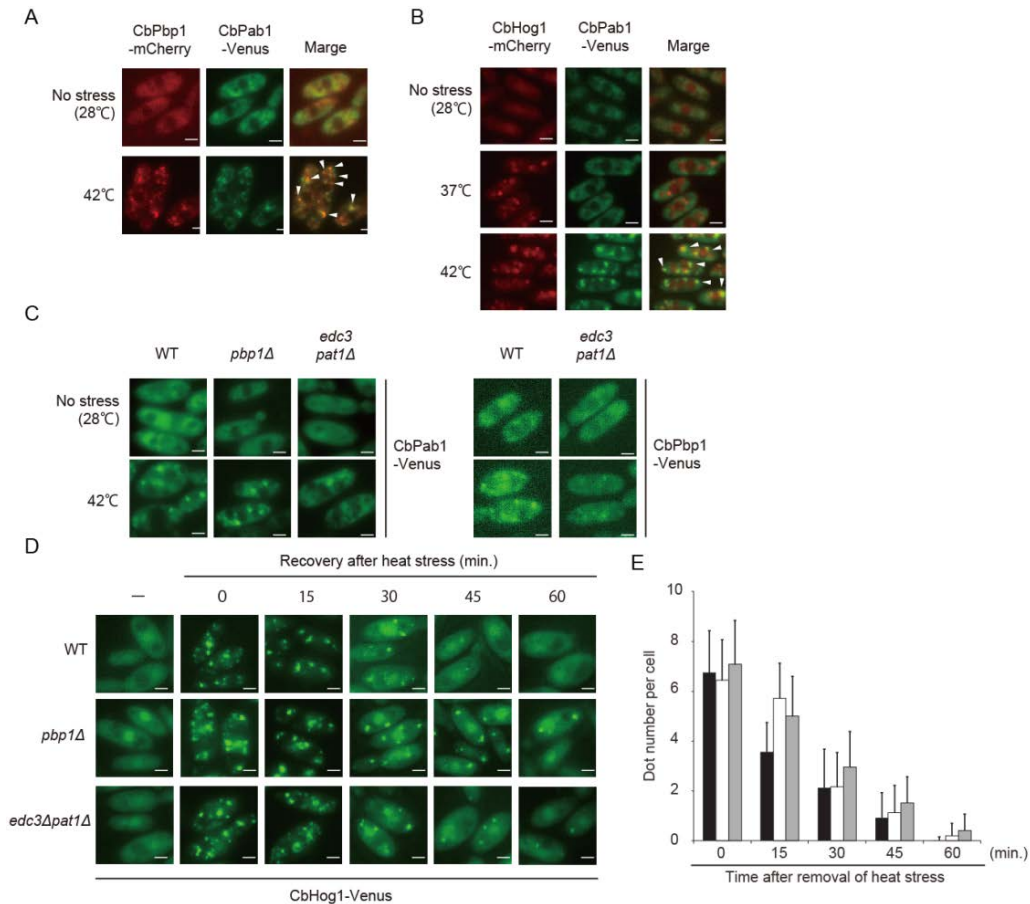 A
CbPbp1
-mCherry
CbPab1
-Venus
Marge
No stress
(28℃)
42℃
B
CbHog1
-mCherry
CbPab1
-Venus
Marge
No stress
(28℃)
37℃
42℃
C
WT
pbp1Δ
edc3
pat1Δ
No stress
(28℃)
42℃
CbPab1
-Venus
WT
edc3
pat1Δ
CbPbp1
-Venus
D
Recovery after heat stress (min.)
— 0 15 30 45 60
WT
pbp1Δ
edc3Δpat1Δ
CbHog1-Venus
E
Dot number per cell
10
8
6
4
2
0
0 15 30 45 60 (min.)
Time after removal of heat stress